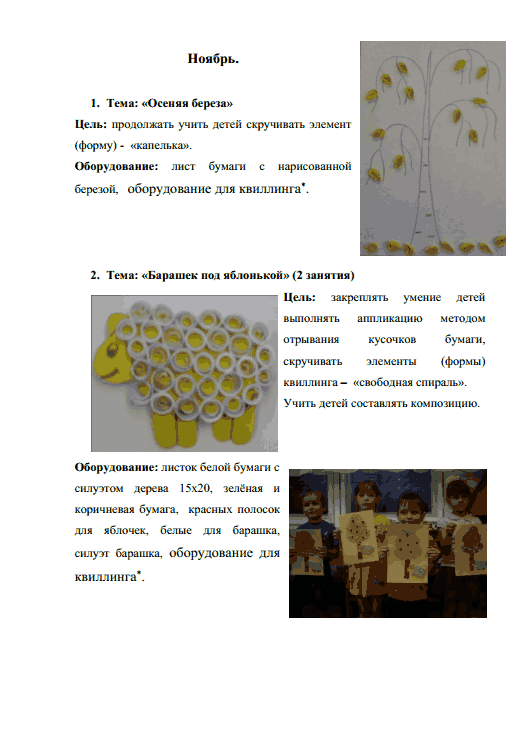 Ноябрь.
1. Тема: «Осеняя береза»
Цель: продолжать учить детей скручивать элемент
(форму) - «капелька».
Оборудование: лист бумаги с нарисованной
березой, оборудование для квиллинга*.
2. Тема: «Барашек под яблонькой» (2 занятия)
Цель: закреплять умение детей
выполнять аппликацию методом
отрывания кусочков бумаги,
скручивать элементы (формы)
квиллинга – «свободная спираль».
Учить детей составлять композицию.
Оборудование: листок белой бумаги с
силуэтом дерева 15х20, зелёная и
коричневая бумага, красных полосок
для яблочек, белые для барашка,
силуэт барашка, оборудование для
квиллинга*.